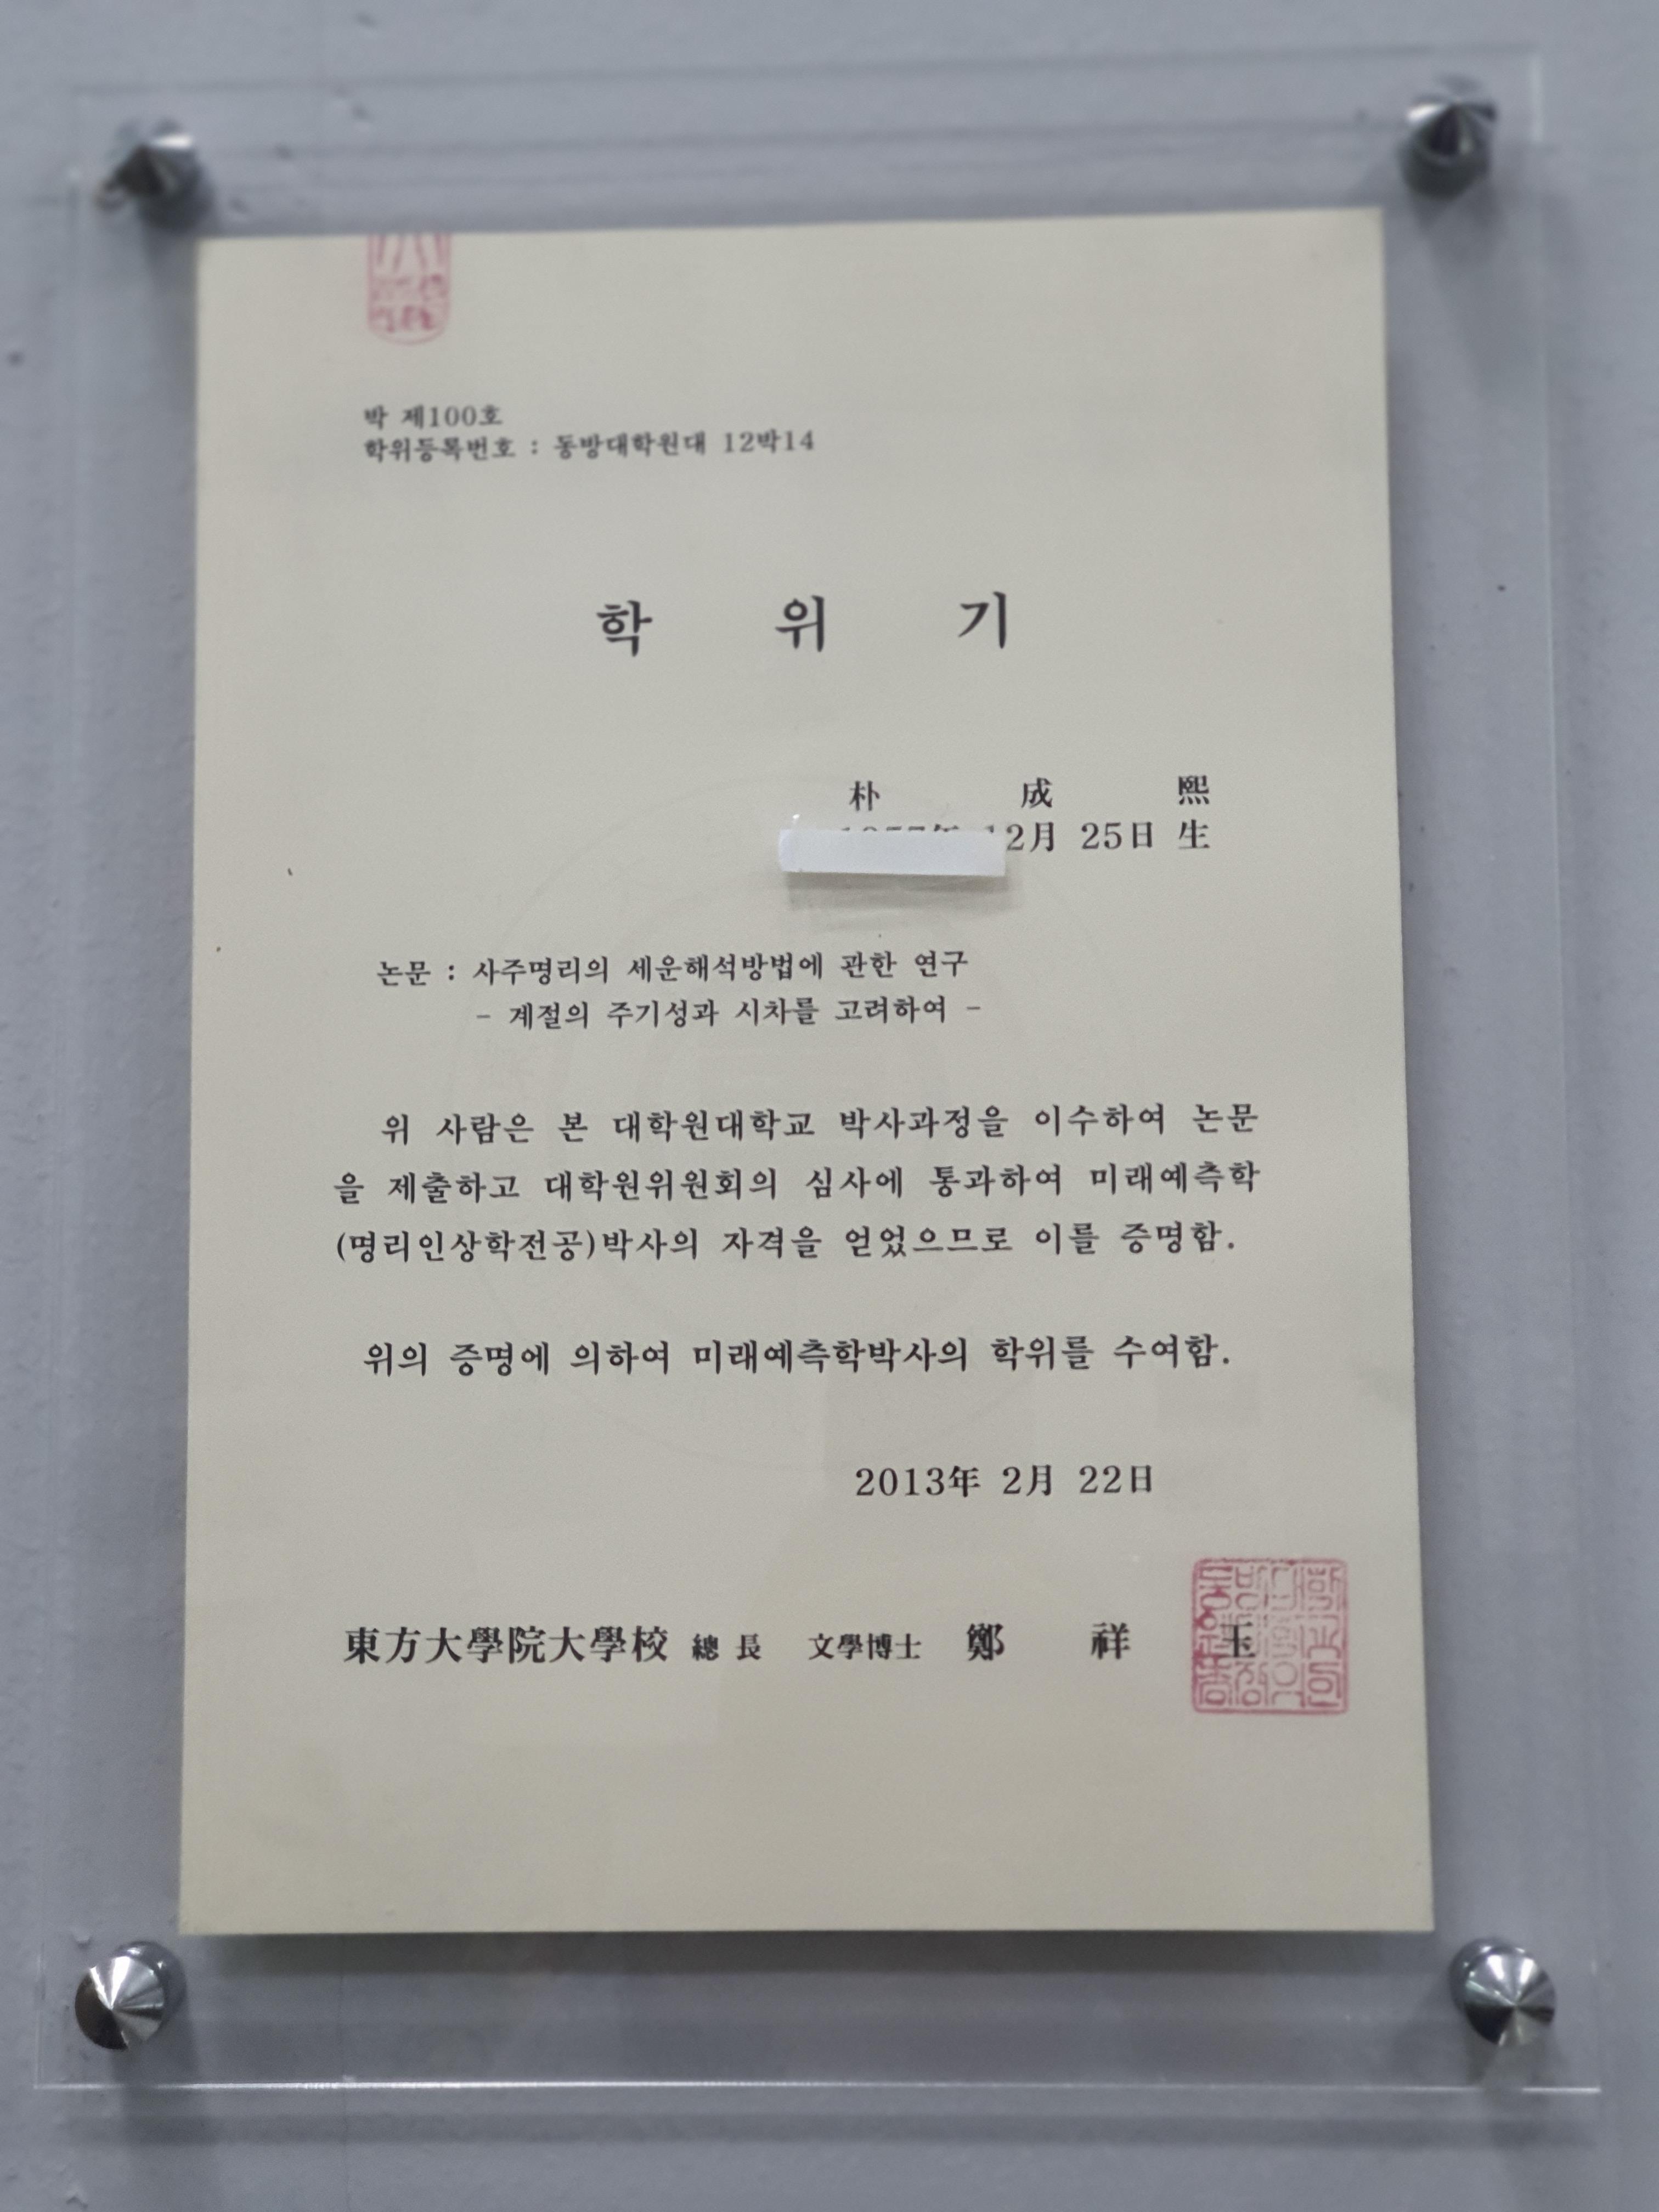 박 제100호
학위등록번호 : 동방대학원대 12박14
학 위 기
朴 成 熙
2月 25日 生
논문 : 사주명리의 세운해석방법에 관한 연구
- 계절의 주기성과 시차를 고려하여 -
위 사람은 본 대학원대학교 박사과정을 이수하여 논문
을 제출하고 대학원위원회의 심사에 통과하여 미래예측학
(명리인상학전공)박사의 자격을 얻었으므로 이를 증명함.
위의 증명에 의하여 미래예측학박사의 학위를 수여함.
2013年 2月 22日
東方大學院大學校 總長 文學博士 鄭 祥 玉